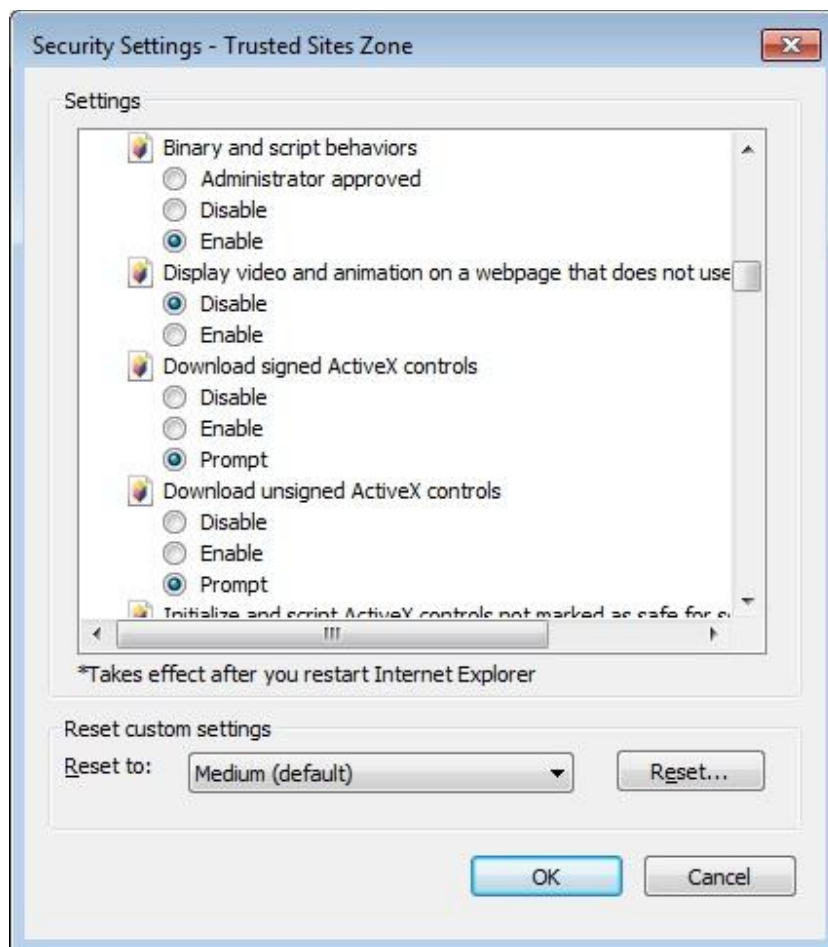 Security Settings - Trusted Sites Zone
Settings
Binary and script behaviors
Administrator approved
Disable
Enable
Display video and animation on a webpage that does not use
Disable
Enable
Download signed ActiveX controls
Disable
Enable
Prompt
Download unsigned ActiveX controls
Disable
Enable
Prompt
Initialize and script ActiveX controls not marked as safe for
*Takes effect after you restart Internet Explorer
Reset custom settings
Reset to:
Medium (default)
Reset...
OK
Cancel